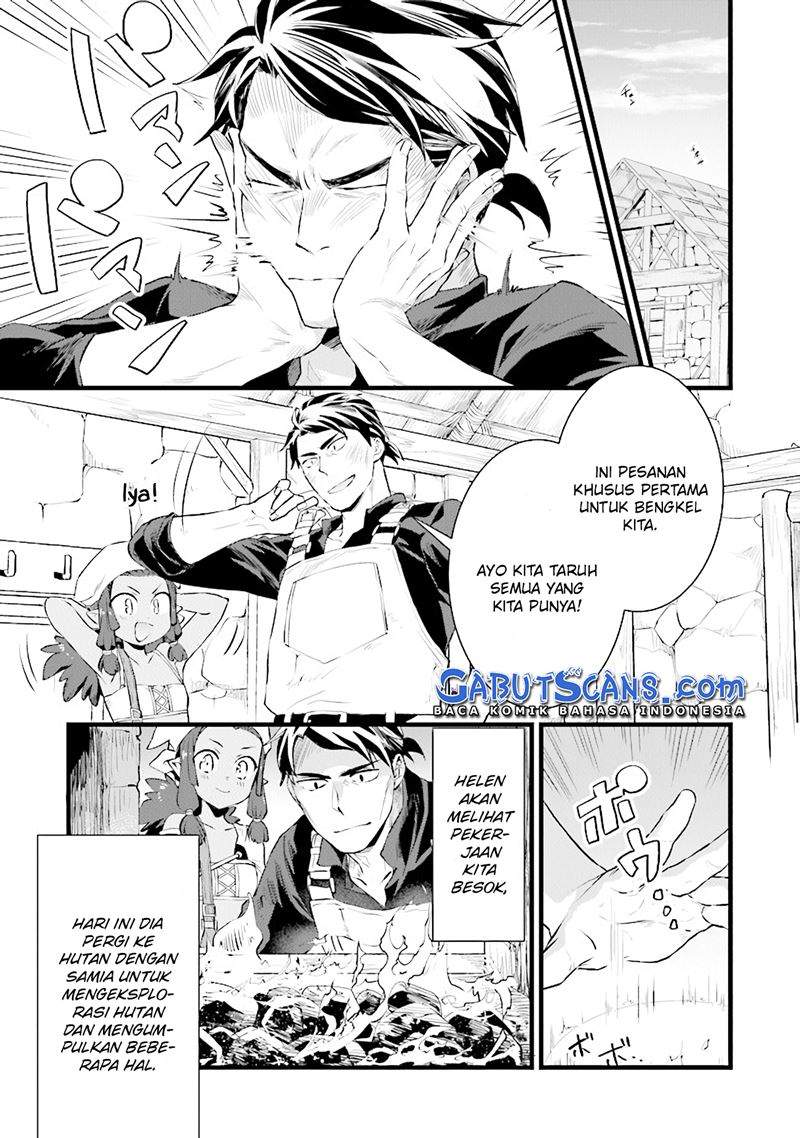 パン
パン
INI PESANAN
KHUSUS PERTAMA
UNTUK BENGKEL
KITA.
AYO KITA TARUH
SEMUA YANG
KITA PUNYA!
Iya!
GABUTSCANS.com
BACA KOMIK BAHASA INDONESIA
ボウ
HELEN
AKAN
MELIHAT
PEKER-
JAAN KITA
BESOK,
HARI INI DIA
PERGI KE
HUTAN DENGAN
SAMIA UNTUK
MENGEKSPLO-
RASI HUTAN
DAN MENGUM-
PULKAN BEBE-
RAPA HAL.
ボボ